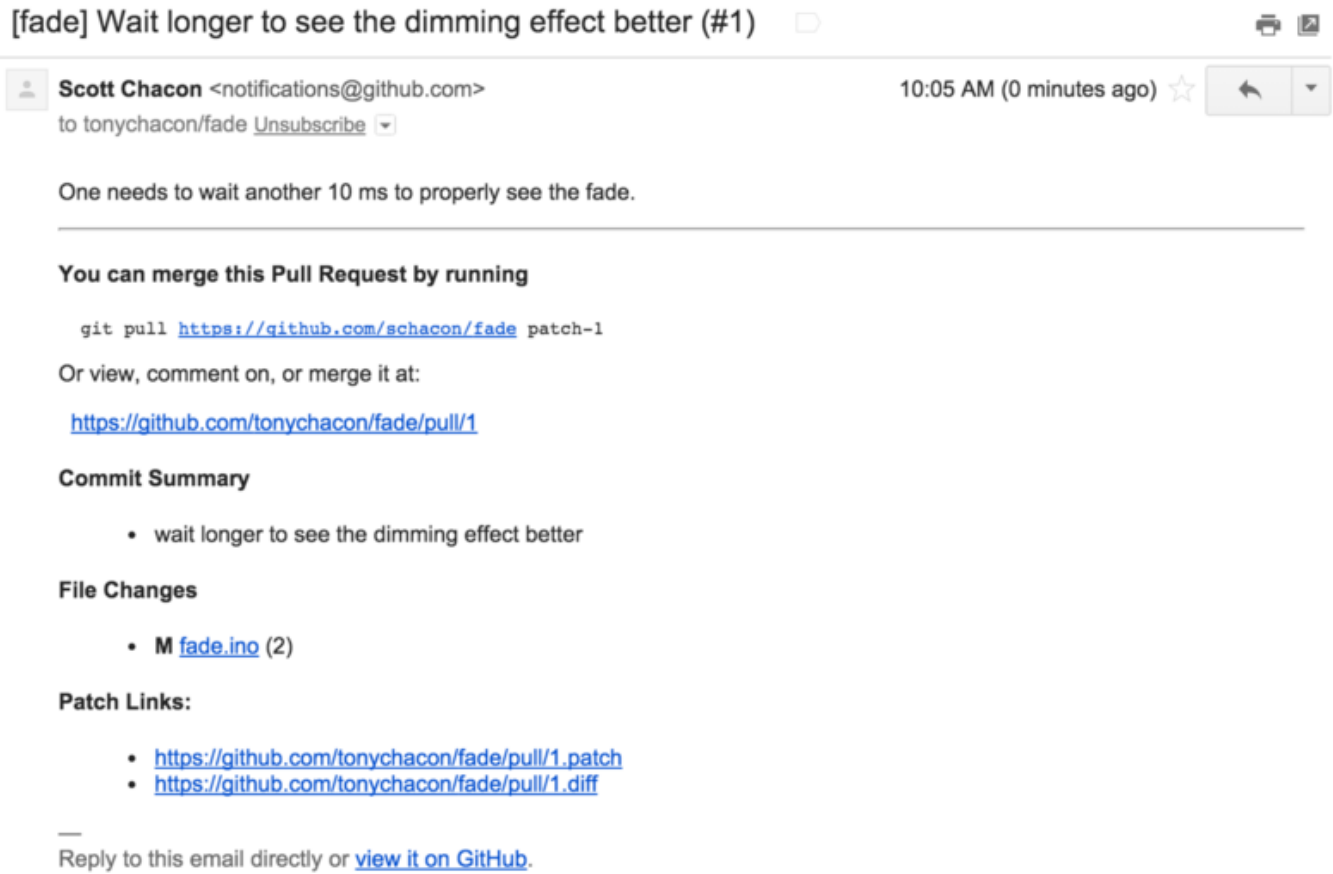 [fade] Wait longer to see the dimming effect better (#1)
Scott Chacon <notifications@github.com>
10:05 AM (0 minutes ago)
to tonychacon/fade Unsubscribe
One needs to wait another 10 ms to properly see the fade.
You can merge this Pull Request by running
git pull https://github.com/schacon/fade patch-1
Or view, comment on, or merge it at:
https://github.com/tonychacon/fade/pull/1
Commit Summary
• wait longer to see the dimming effect better
File Changes
• M fade.ino (2)
Patch Links:
• https://github.com/tonychacon/fade/pull/1.patch
• https://github.com/tonychacon/fade/pull/1.diff
—
Reply to this email directly or view it on GitHub.